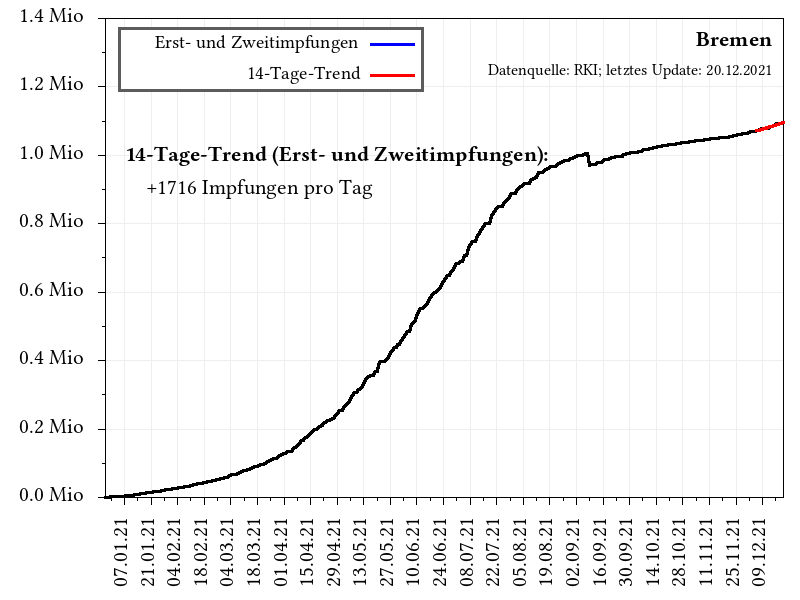 1.4 Mio
1.2 Mio
1.0 Mio
0.8 Mio
0.6 Mio
0.4 Mio
0.2 Mio
0.0 Mio
Erst- und Zweitimpfungen
14-Tage-Trend
Bremen
Datenquelle: RKI; letztes Update: 20.12.2021
14-Tage-Trend (Erst- und Zweitimpfungen):
+1716 Impfungen pro Tag
07.01.21
21.01.21
04.02.21
18.02.21
04.03.21
18.03.21
01.04.21
15.04.21
29.04.21
13.05.21
27.05.21
10.06.21
24.06.21
08.07.21
22.07.21
05.08.21
19.08.21
02.09.21
16.09.21
30.09.21
14.10.21
28.10.21
11.11.21
25.11.21
09.12.21